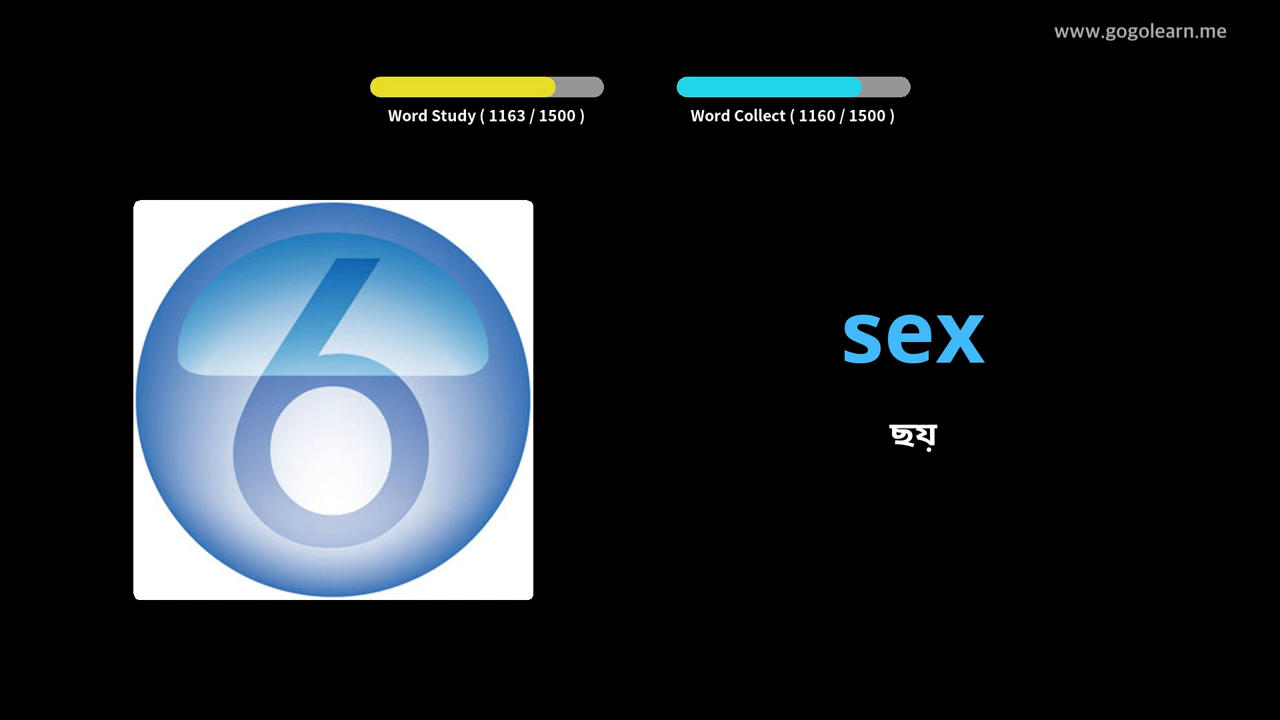 www.gogolearn.me
Word Study ( 1163 / 1500 )
Word Collect ( 1160 / 1500 )
6
sex
ছয়